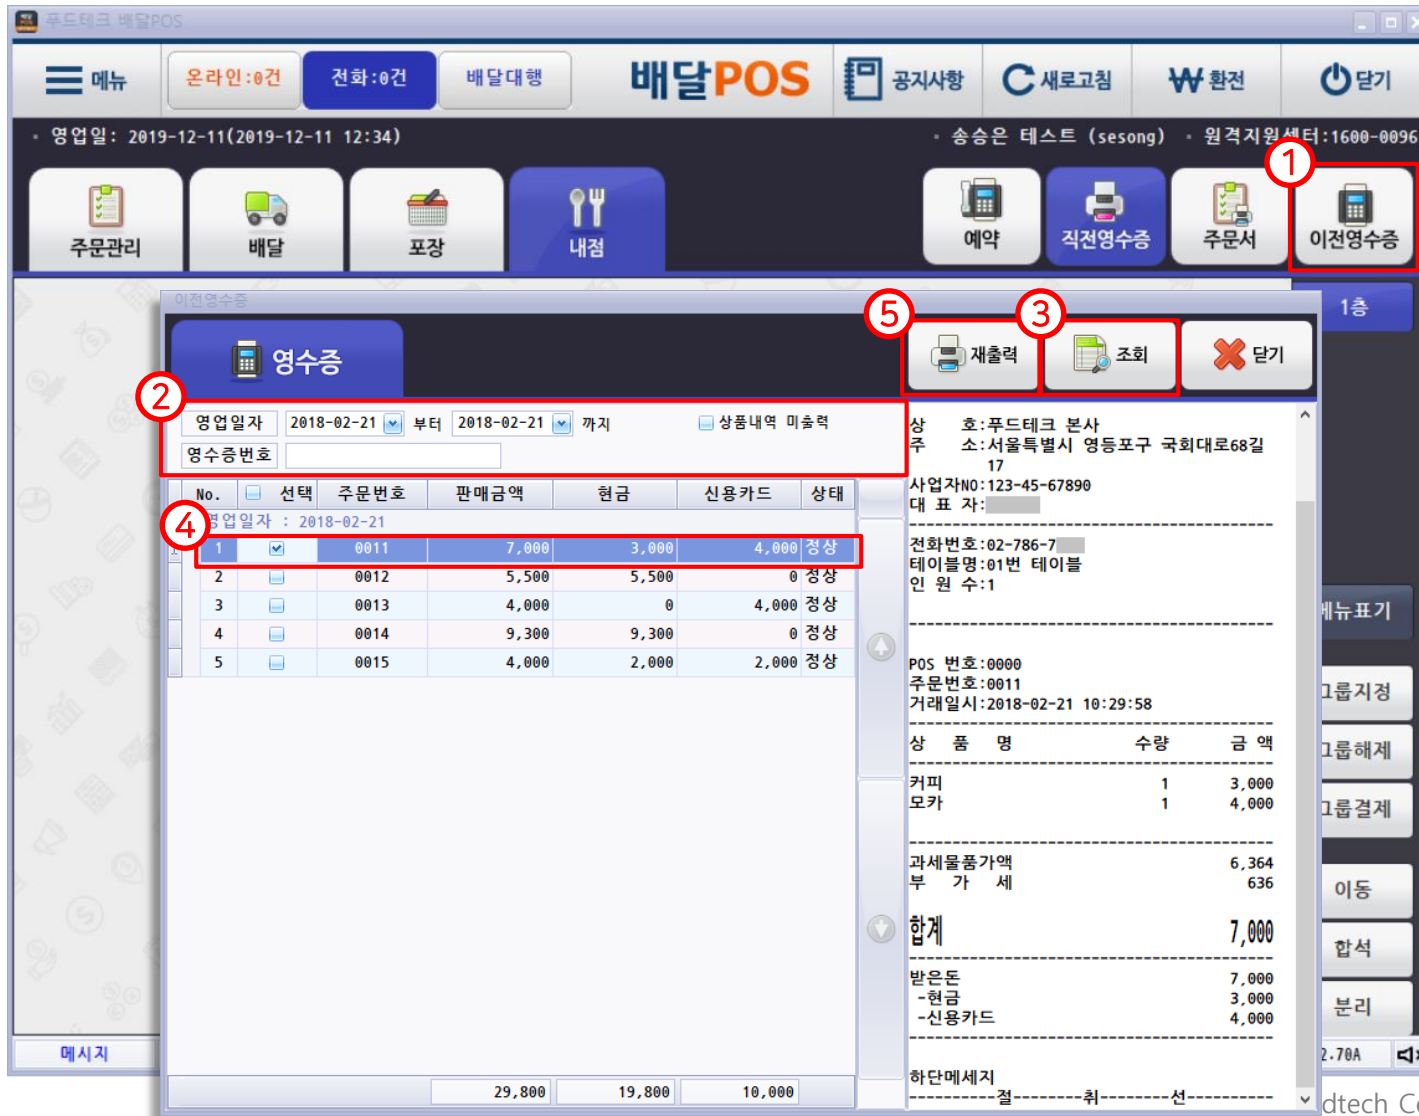 푸드테크 배달POS
메뉴
온라인:0건
전화:0건
배달대행
배달POS
공지사항
새로고침
환전
닫기
영업일: 2019-12-11(2019-12-11 12:34)
송승은 테스트 (sesong)
원격지원센터:1600-0096
1
주문관리
배달
포장
내점
예약
직전영수증
주문서
이전영수증
이전영수증
1층
영수증
5
재출력
3
조회
닫기
2
영업일자 2018-02-21 부터 2018-02-21 까지 상품내역 미출력
영수증번호
No. 선택 주문번호 판매금액 현금 신용카드 상태
영업일자 : 2018-02-21
4
1 0011 7,000 3,000 4,000 정상
2 0012 5,500 5,500 0 정상
3 0013 4,000 0 4,000 정상
4 0014 9,300 9,300 0 정상
5 0015 4,000 2,000 2,000 정상
29,800 19,800 10,000
상 호:푸드테크 본사
주 소:서울특별시 영등포구 국회대로68길
17
사업자NO:123-45-67890
대 표 자:
----------------------------------------
전화번호:02-786-7
테이블명:01번 테이블
인 원 수:1
----------------------------------------
POS 번호:0000
주문번호:0011
거래일시:2018-02-21 10:29:58
----------------------------------------
상 품 명 수량 금 액
----------------------------------------
커피 1 3,000
모카 1 4,000
----------------------------------------
과세물품가액 6,364
부 가 세 636
합계 7,000
----------------------------------------
받은돈 7,000
-현금 3,000
-신용카드 4,000
----------------------------------------
하단메세지
----------절--------취--------선----------
메뉴표기
그룹지정
그룹해제
그룹결제
이동
합석
분리
메시지
2.70A
dtech Co